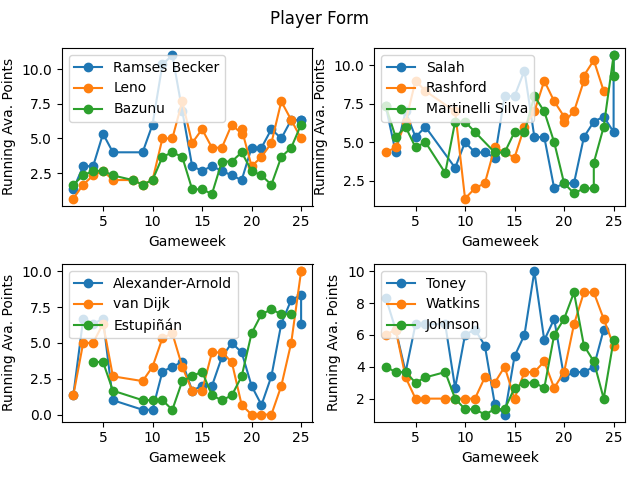 Player Form
Running Ava. Points
10.0
7.5
5.0
2.5
Ramses Becker
Leno
Bazunu
5 10 15 20 25
Gameweek
Running Ava. Points
10.0
7.5
5.0
2.5
Salah
Rashford
Martinelli Silva
5 10 15 20 25
Gameweek
Running Ava. Points
10.0
7.5
5.0
2.5
0.0
Alexander-Arnold
van Dijk
Estupiñán
5 10 15 20 25
Gameweek
Running Ava. Points
10
8
6
4
2
Toney
Watkins
Johnson
5 10 15 20 25
Gameweek